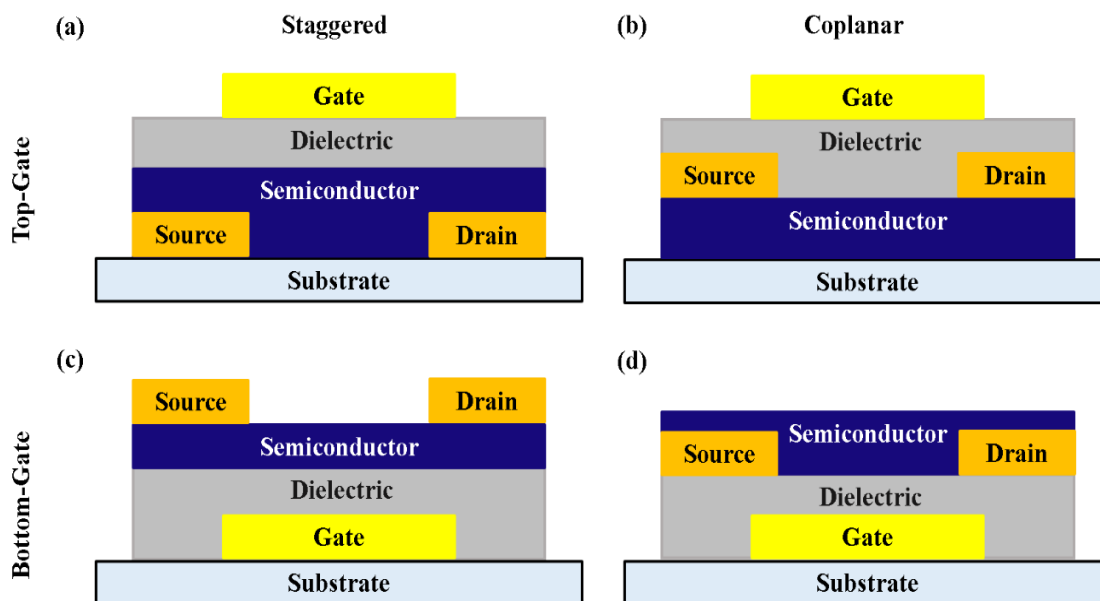 (a)
Staggered
(b)
Coplanar
Top-Gate
Gate
Dielectric
Semiconductor
Source
Drain
Substrate
Gate
Dielectric
Source
Drain
Semiconductor
Substrate
(c)
(d)
Bottom-Gate
Source
Drain
Semiconductor
Dielectric
Gate
Substrate
Semiconductor
Source
Drain
Dielectric
Gate
Substrate